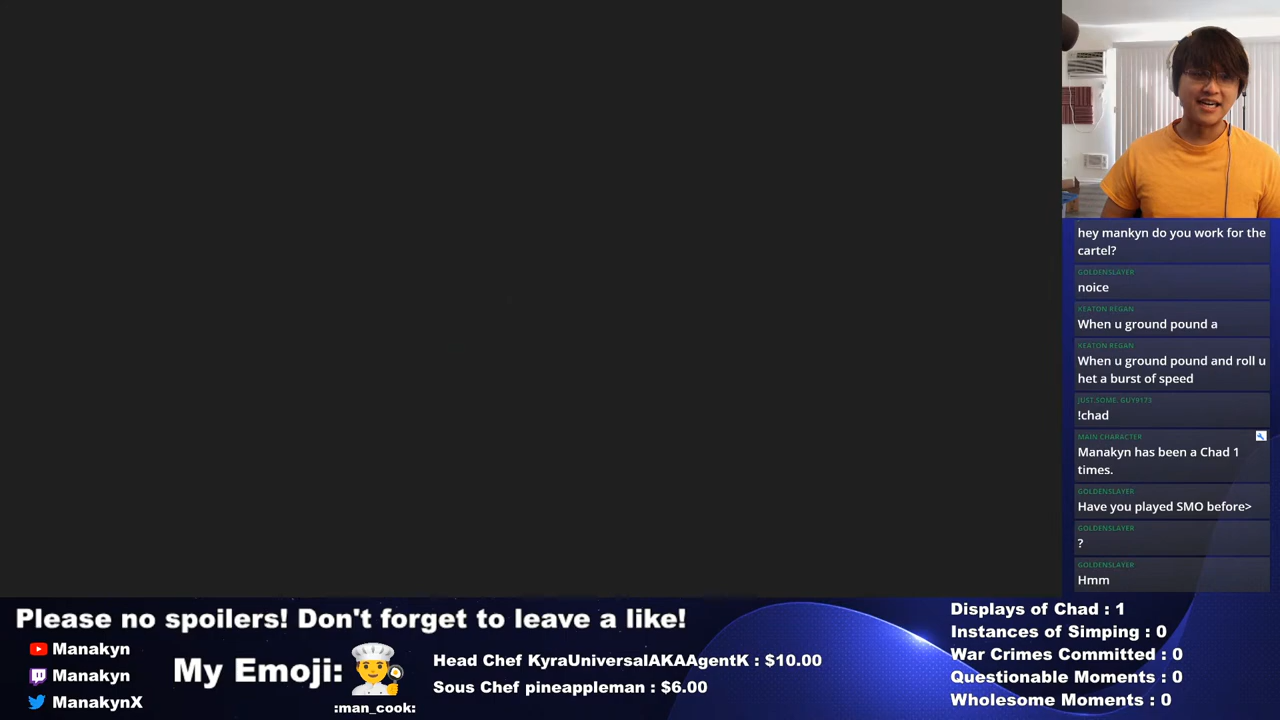 hey mankyn do you work for the
cartel?
GOLDENSLAYER
noice
KEATON REGAN
When u ground pound a
KEATON REGAN
When u ground pound and roll u
het a burst of speed
JUST.SOME. GUY9173
!chad
MAIN CHARACTER
Manakyn has been a Chad 1
times.
GOLDENSLAYER
Have you played SMO before>
GOLDENSLAYER
?
GOLDENSLAYER
Hmm
Please no spoilers! Don't forget to leave a like!
Manakyn
Manakyn
ManakynX
My Emoji:
:man_cook:
Head Chef KyraUniversalAKAAgentK : $10.00
Sous Chef pineappleman : $6.00
Displays of Chad : 1
Instances of Simping : 0
War Crimes Committed : 0
Questionable Moments : 0
Wholesome Moments : 0